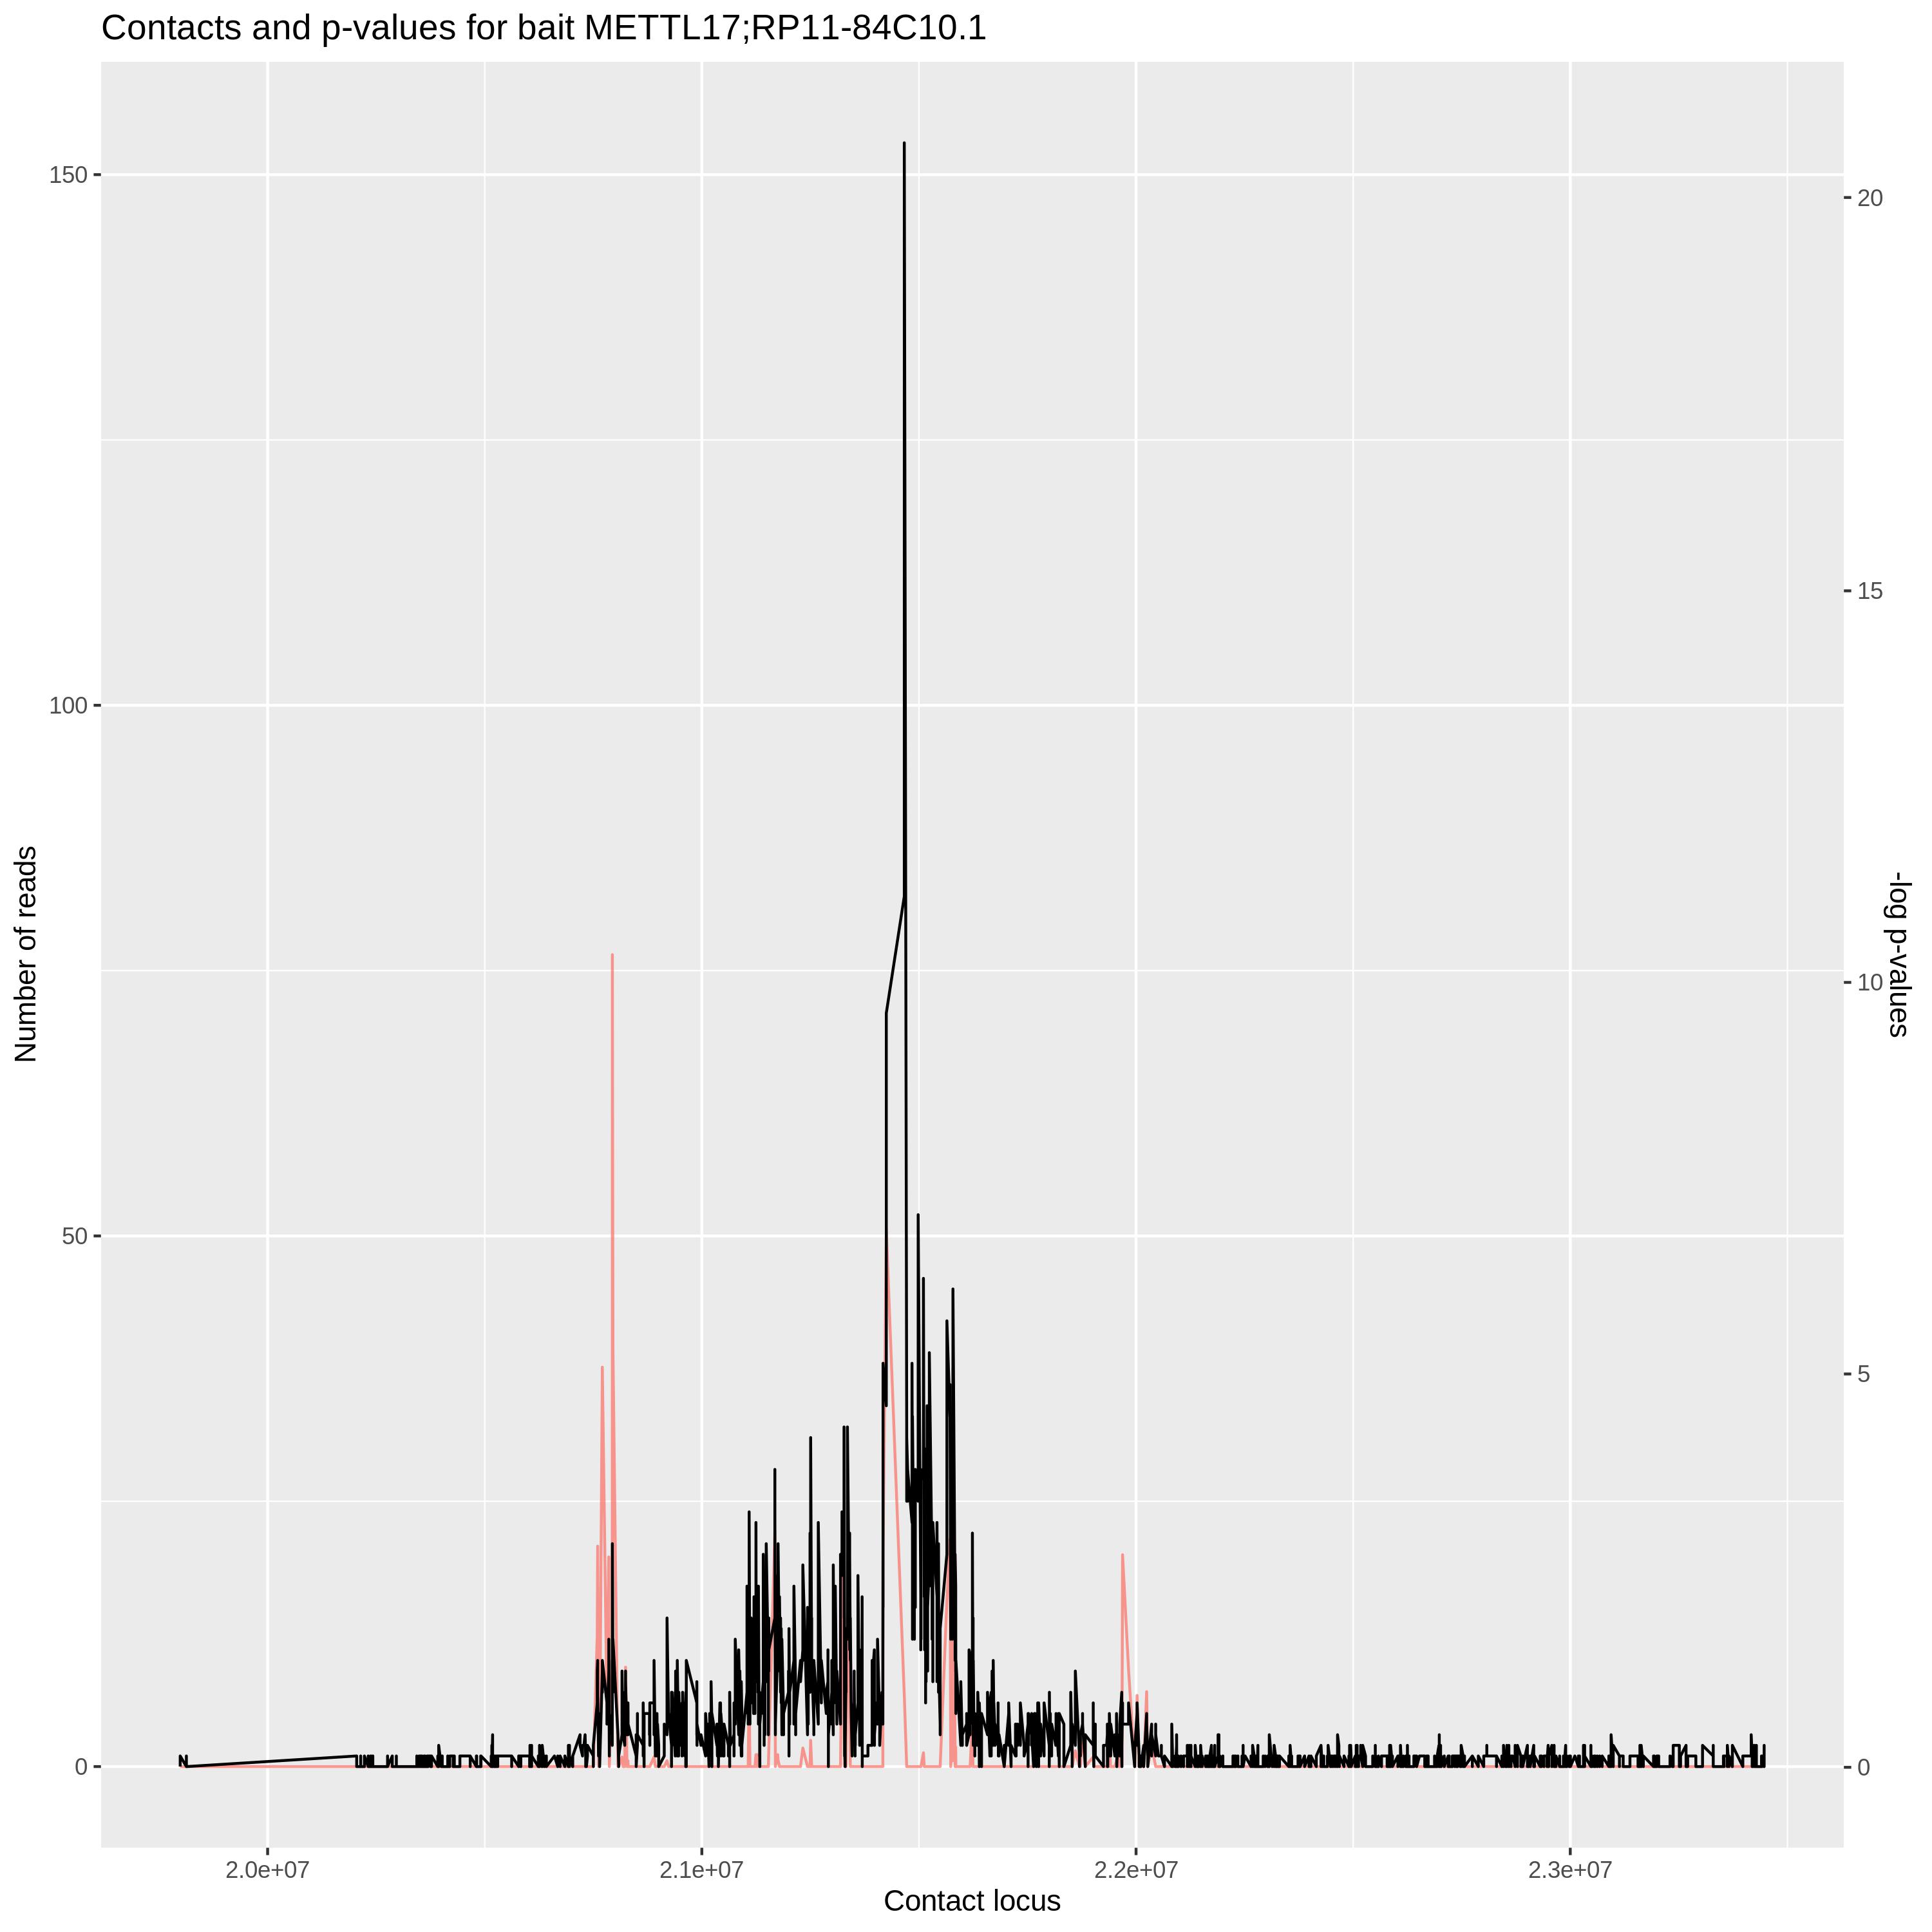 Contacts and p-values for bait METTL17;RP11-84C10.1
150
100
50
0
Number of reads
20
15
10
5
0
-log p-values
2.0e+07
2.1e+07
2.2e+07
2.3e+07
Contact locus